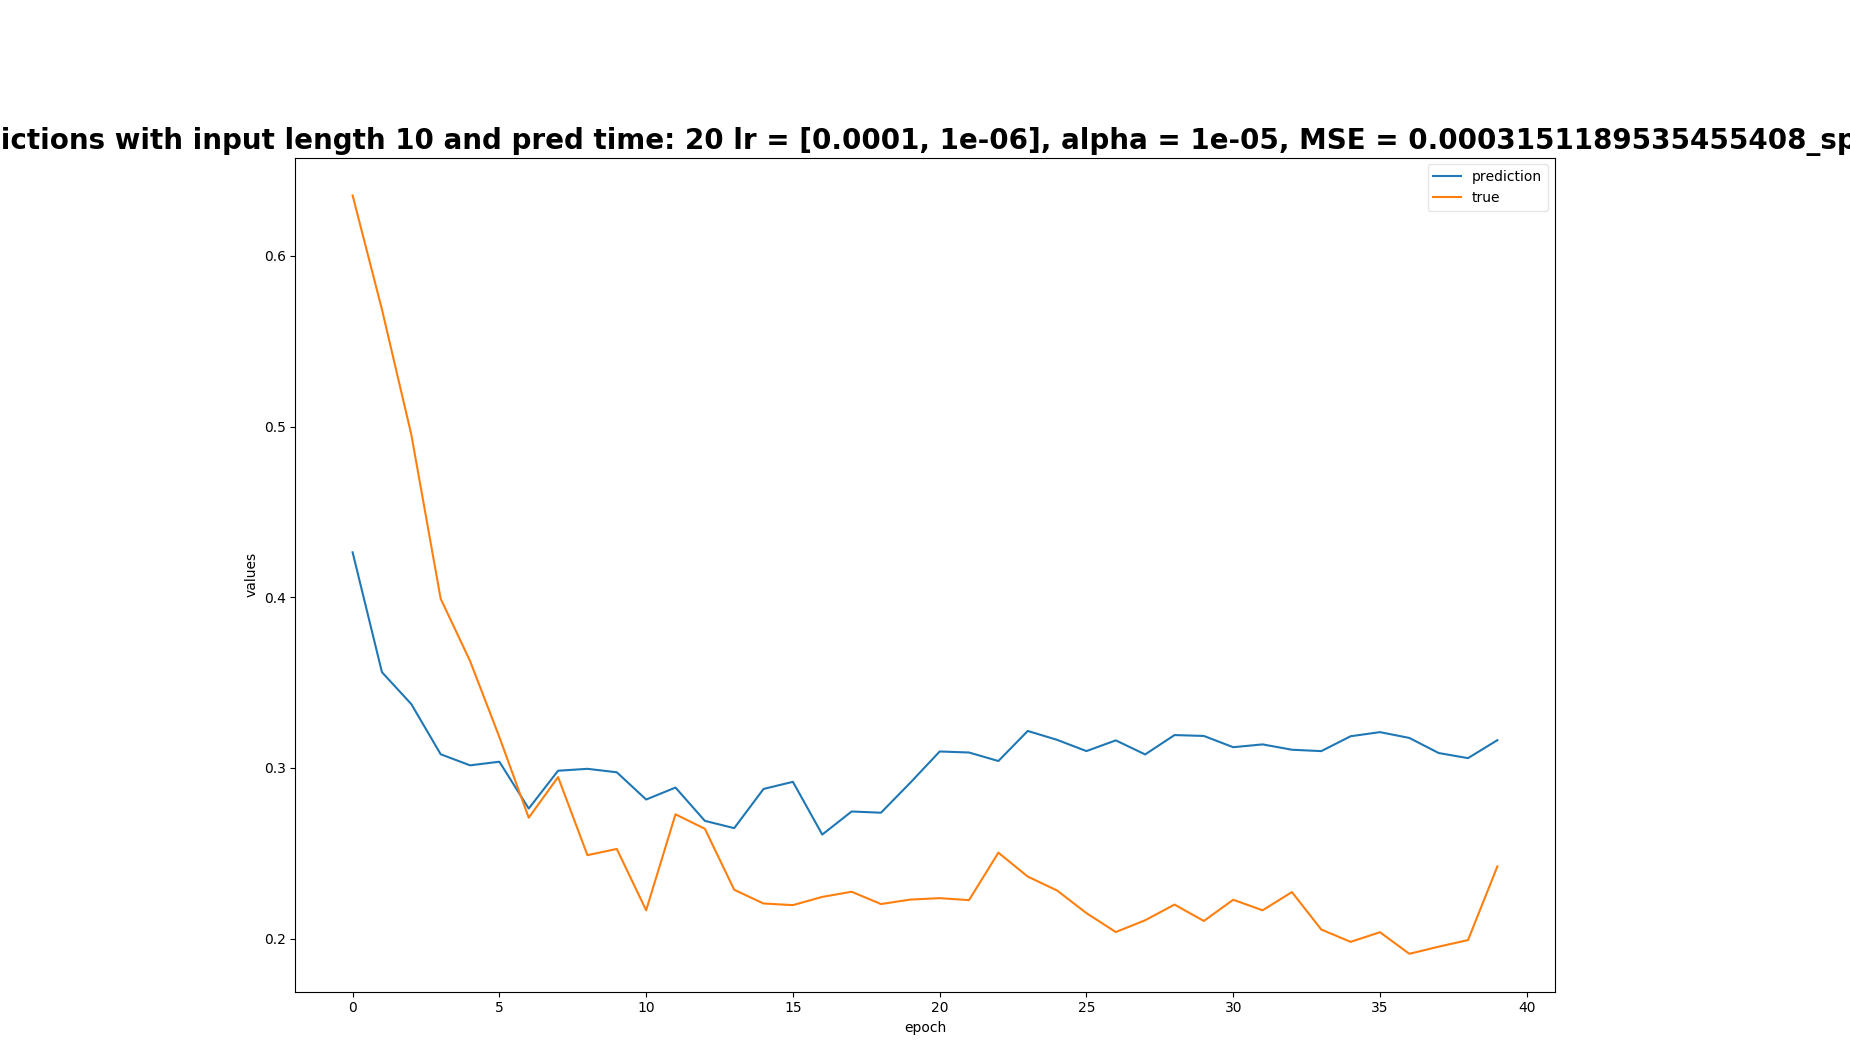 ictions with input length 10 and pred time: 20 lr = [0.0001, 1e-06], alpha = 1e-05, MSE = 0.0003151189535455408_sp
prediction
true
0.6
0.5
0.4
0.3
0.2
values
0 5 10 15 20 25 30 35 40
epoch